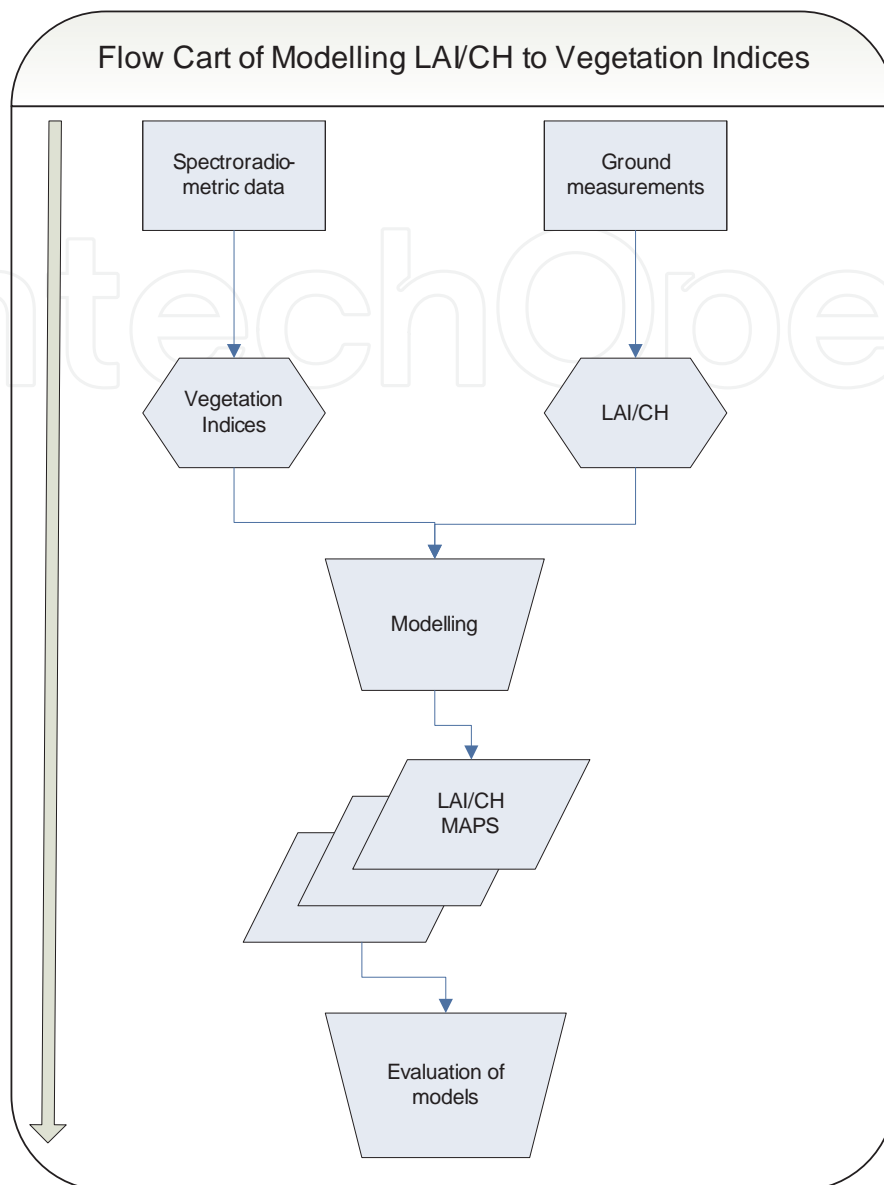 Flow Cart of Modelling LAI/CH to Vegetation Indices
Spectroradio-
metric data
Ground
measurements
Vegetation
Indices
LAI/CH
Modelling
LAI/CH
MAPS
Evaluation of
models
ntechOpe